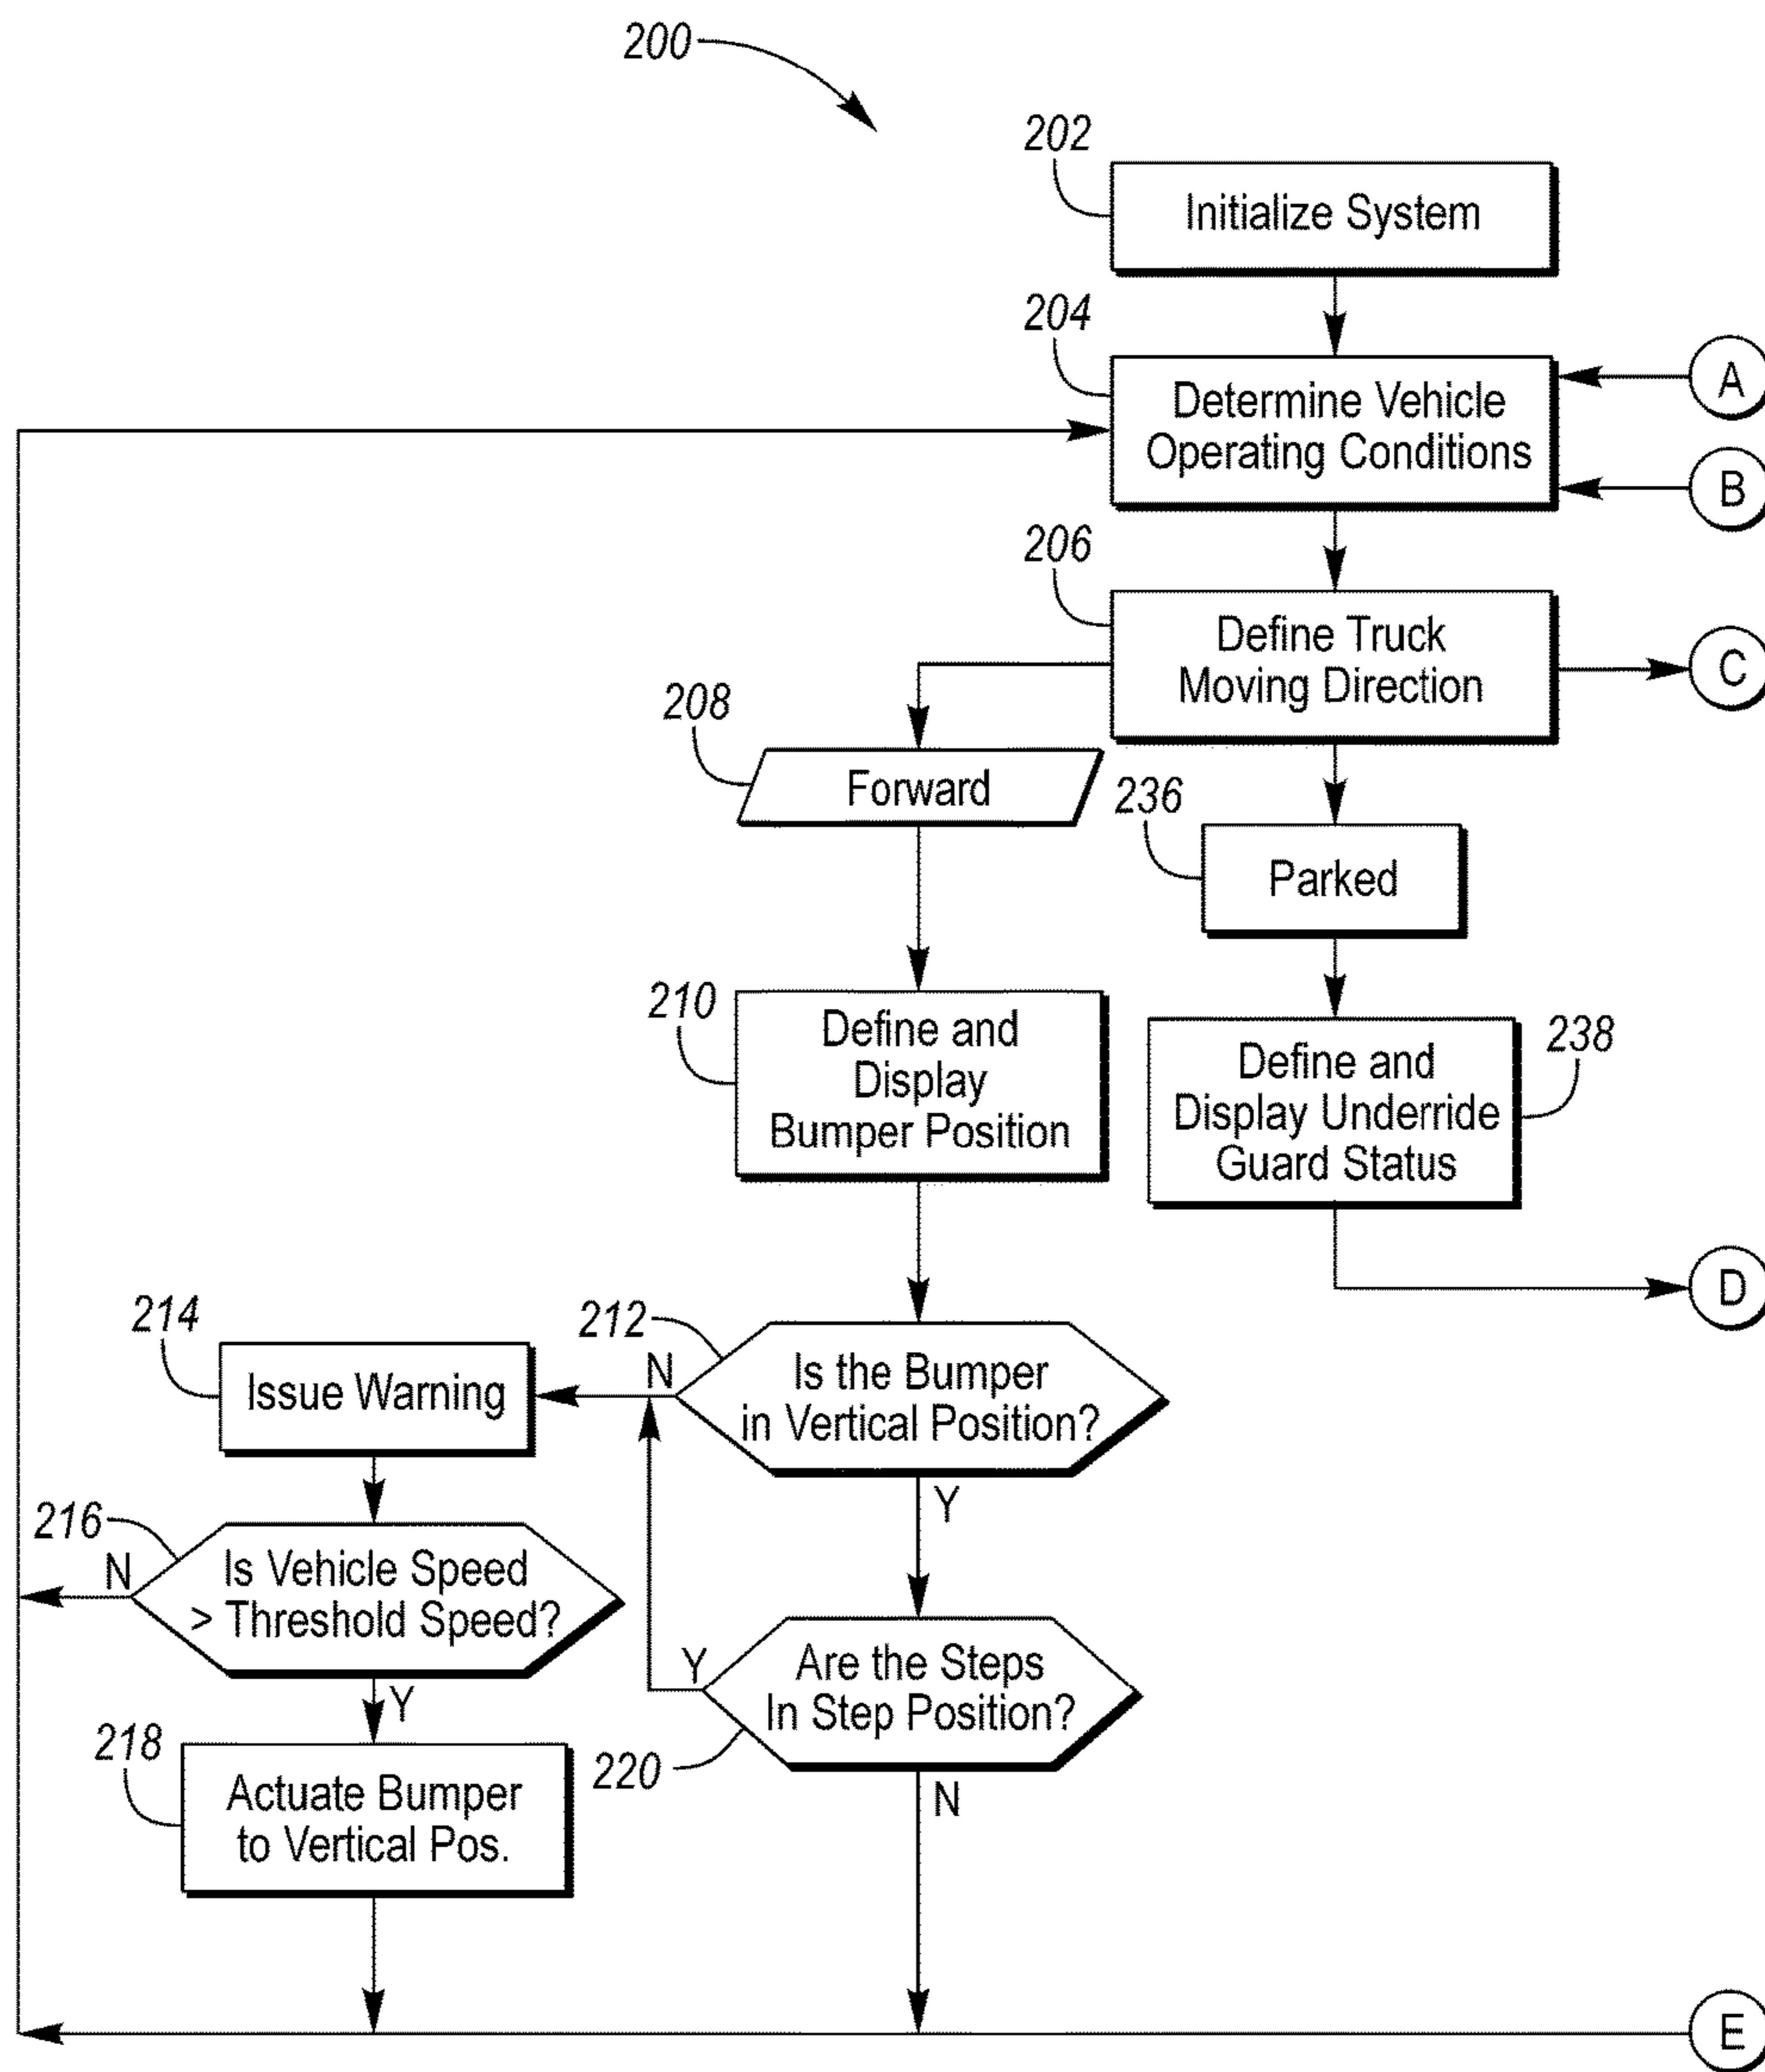 200
202
Initialize System
204
Determine Vehicle
Operating Conditions
A
B
206
Define Truck
Moving Direction
C
208
Forward
236
Parked
210
Define and
Display
Bumper Position
238
Define and
Display Underride
Guard Status
D
212
Is the Bumper
in Vertical Position?
N
Y
214
Issue Warning
216
Is Vehicle Speed
> Threshold Speed?
N
Y
220
Are the Steps
In Step Position?
Y
N
218
Actuate Bumper
to Vertical Pos.
E